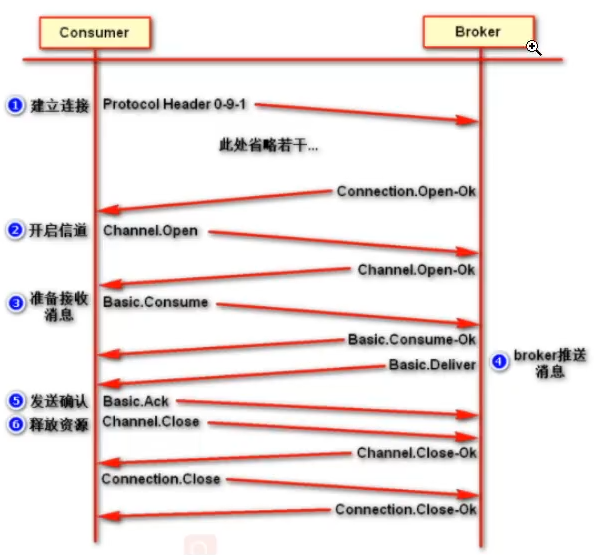 Consumer
Broker
1 建立连接
Protocol Header 0-9-1
此处省略若干...
Connection.Open-Ok
2 开启信道
Channel.Open
Channel.Open-Ok
3 准备接收
消息
Basic.Consume
Basic.Consume-Ok
4 broker推送
消息
Basic.Deliver
5 发送确认
Basic.Ack
6 释放资源
Channel.Close
Channel.Close-Ok
Connection.Close
Connection.Close-Ok